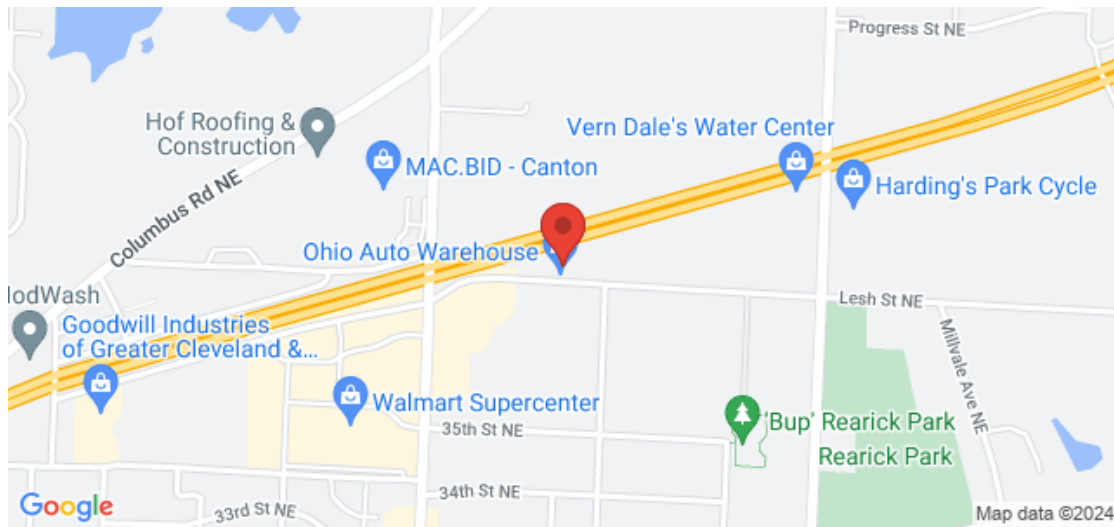 Progress St NE
Hof Roofing &
Construction
Vern Dale's Water Center
MAC.BID - Canton
Harding's Park Cycle
Columbus Rd NE
Ohio Auto Warehouse
lodWash
Lesh St NE
Goodwill Industries
of Greater Cleveland &...
Millvale Ave NE
Walmart Supercenter
35th St NE
'Bup' Rearick Park
Rearick Park
34th St NE
33rd St NE
Google
Map data ©2024